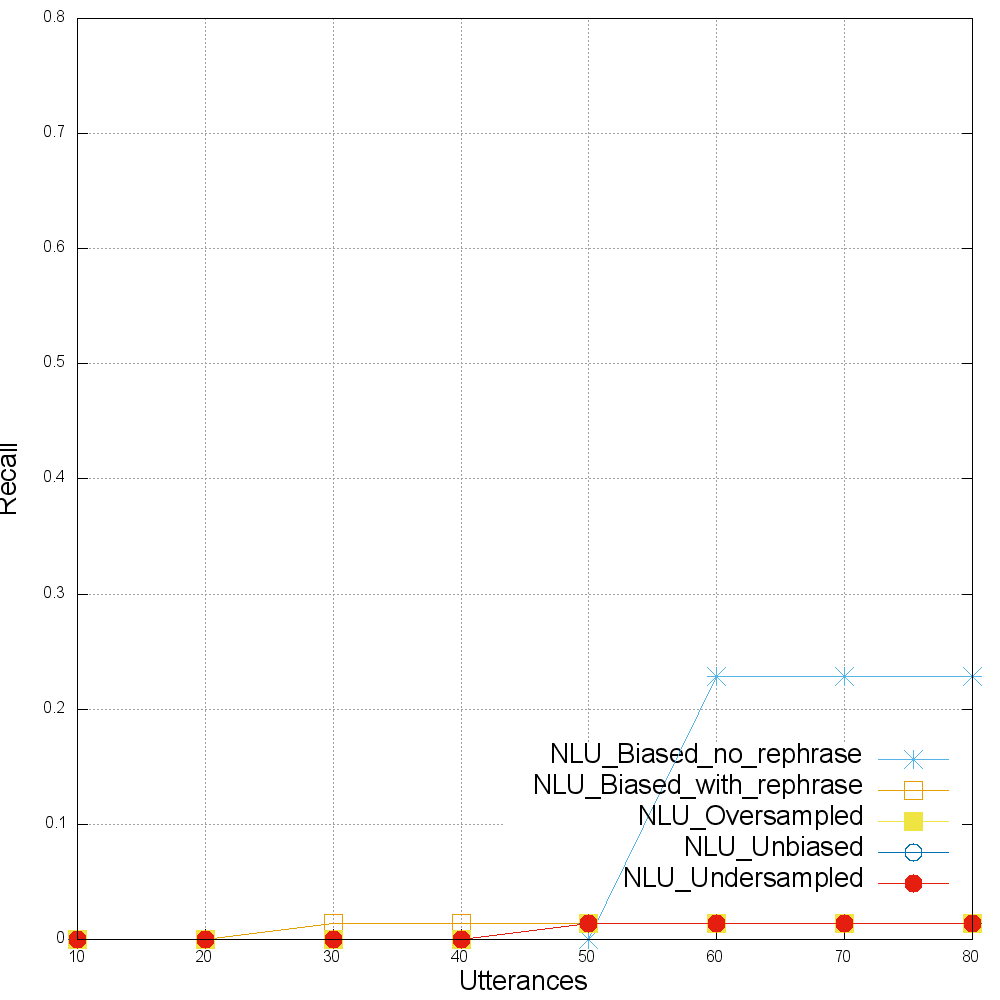 0.8
0.7
0.6
0.5
0.4
0.3
0.2
0.1
0
Recall
NLU_Biased_no_rephrase
NLU_Biased_with_rephrase
NLU_Oversampled
NLU_Unbiased
NLU_Undersampled
10 20 30 40 50 60 70 80
Utterances